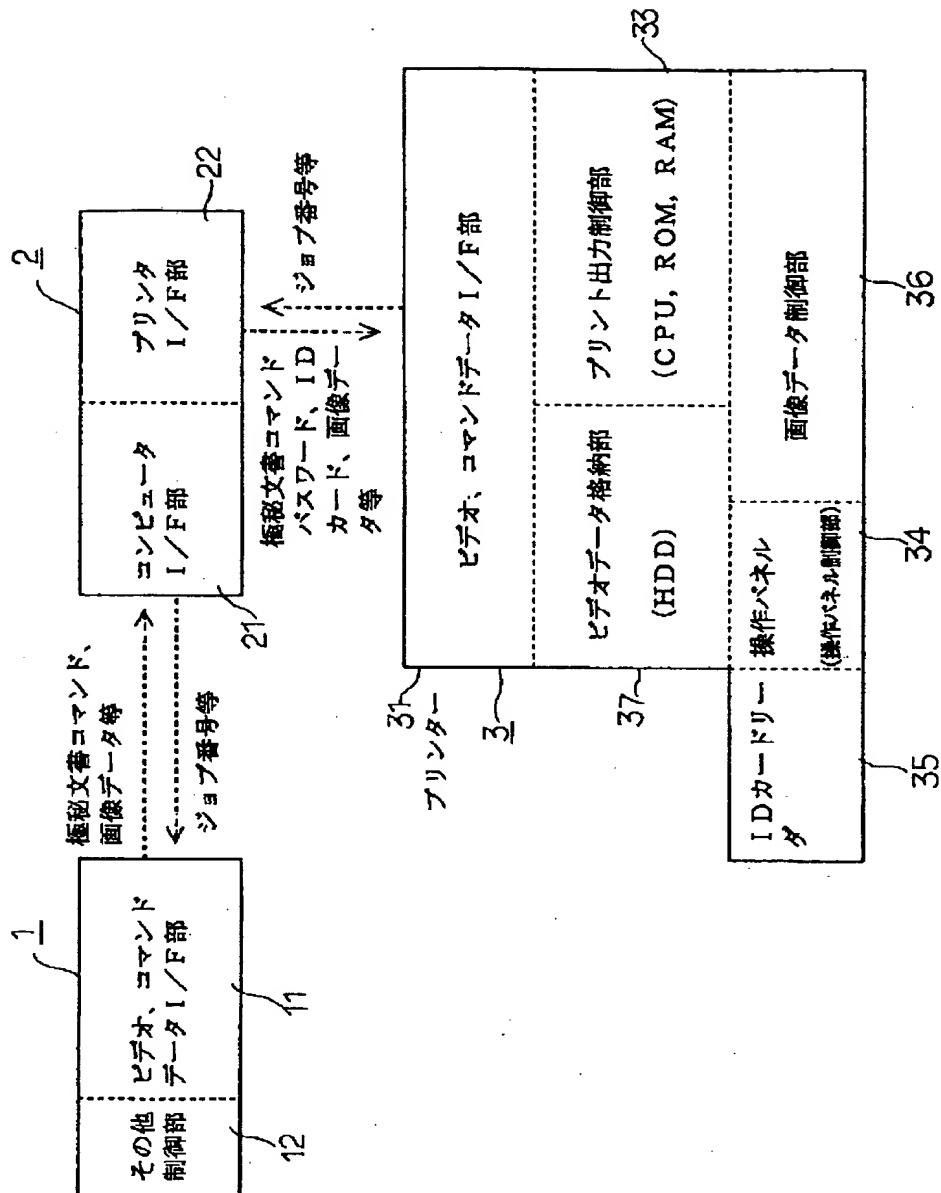 1
その他
制御部
12
ビデオ、コマンド
データI/F部
11
極秘文書コマンド、
画像データ等
ジョブ番号等
2
コンピュータ
I/F部
21
プリンタ
I/F部
22
極秘文書コマンド
パスワード、ID
カード、画像デー
タ等
ジョブ番号等
31
プリンター
3
ビデオ、コマンドデータI/F部
37
ビデオデータ格納部
(HDD)
プリント出力制御部
(CPU, ROM, RAM)
33
IDカードリー
ダ
35
操作パネル
(操作パネル制御部)
34
画像データ制御部
36